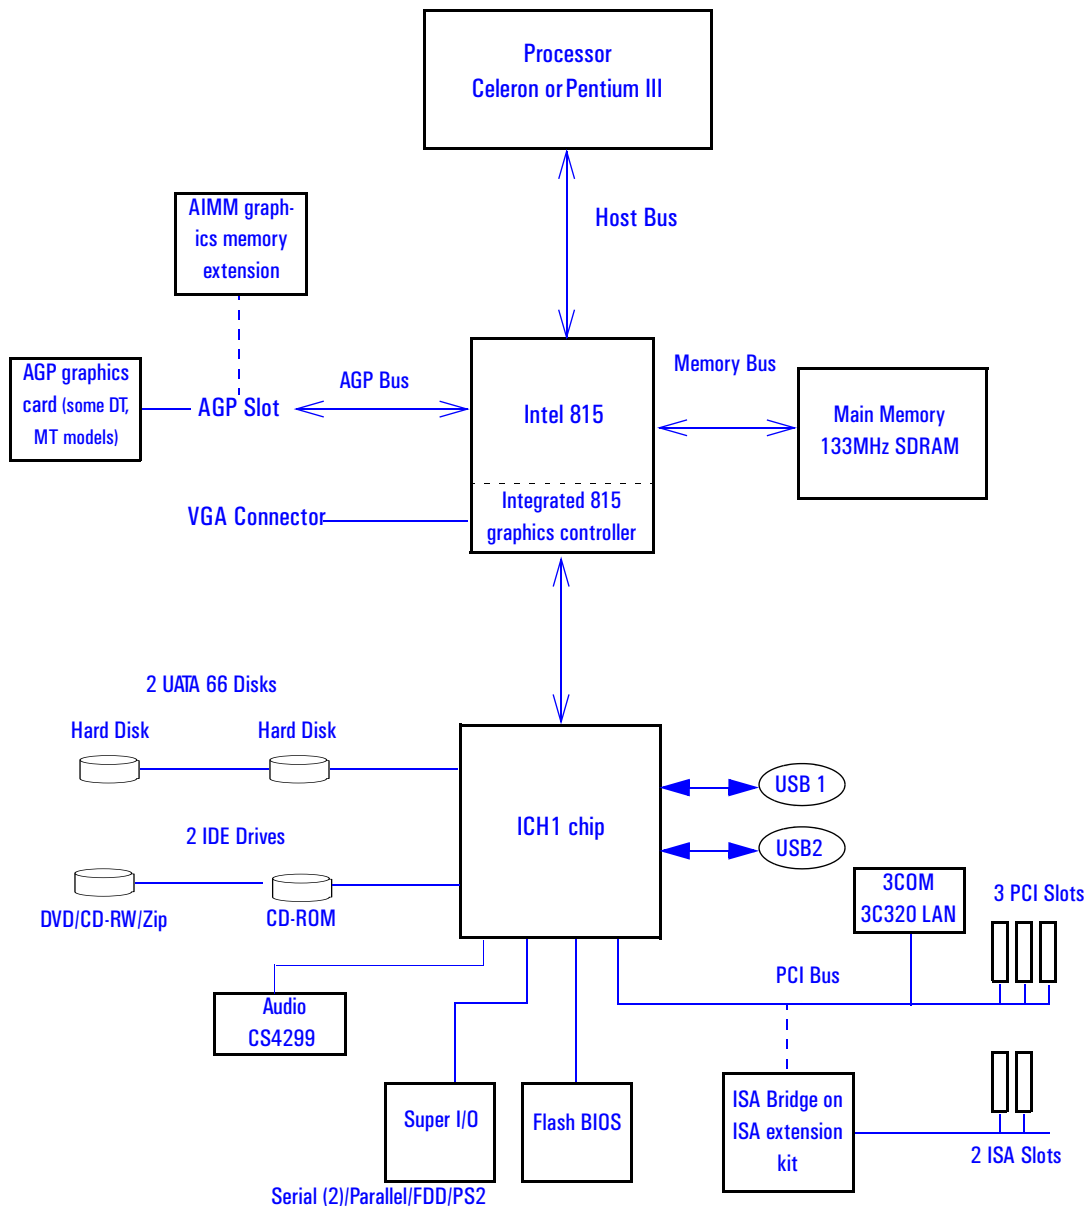 Processor
Celeron or Pentium III
Host Bus
AIMM graph-
ics memory
extension
AGP graphics
card (some DT,
MT models)
AGP Slot
AGP Bus
Intel 815
Memory Bus
Main Memory
133MHz SDRAM
VGA Connector
Integrated 815
graphics controller
2 UATA 66 Disks
Hard Disk
Hard Disk
2 IDE Drives
DVD/CD-RW/Zip
CD-ROM
ICH1 chip
USB 1
USB2
3COM
3C320 LAN
3 PCI Slots
PCI Bus
Audio
CS4299
Super I/O
Flash BIOS
ISA Bridge on
ISA extension
kit
2 ISA Slots
Serial (2)/Parallel/FDD/PS2